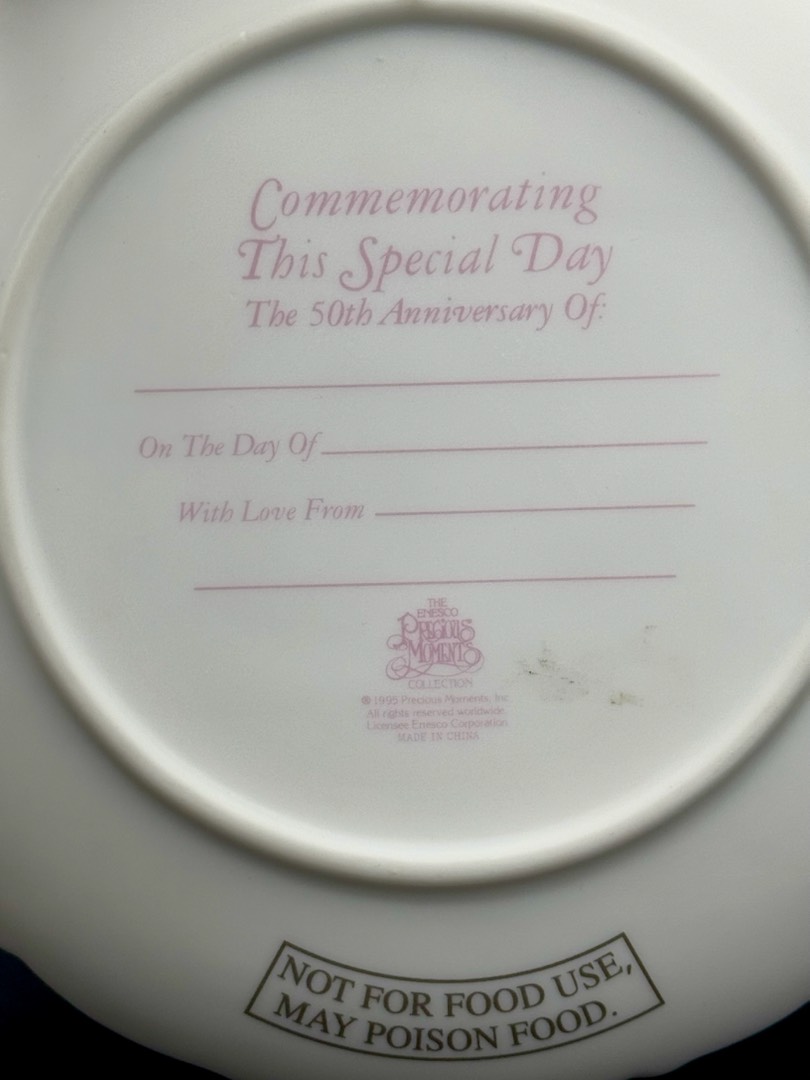 Commemorating
This Special Day
The 50th Anniversary Of:
On The Day Of
With Love From
THE
ENESCO
PRECIOUS
MOMENTS
COLLECTION
© 1995 Precious Moments, Inc
All rights reserved worldwide.
Licensee Enesco Corporation
MADE IN CHINA
NOT FOR FOOD USE,
MAY POISON FOOD.